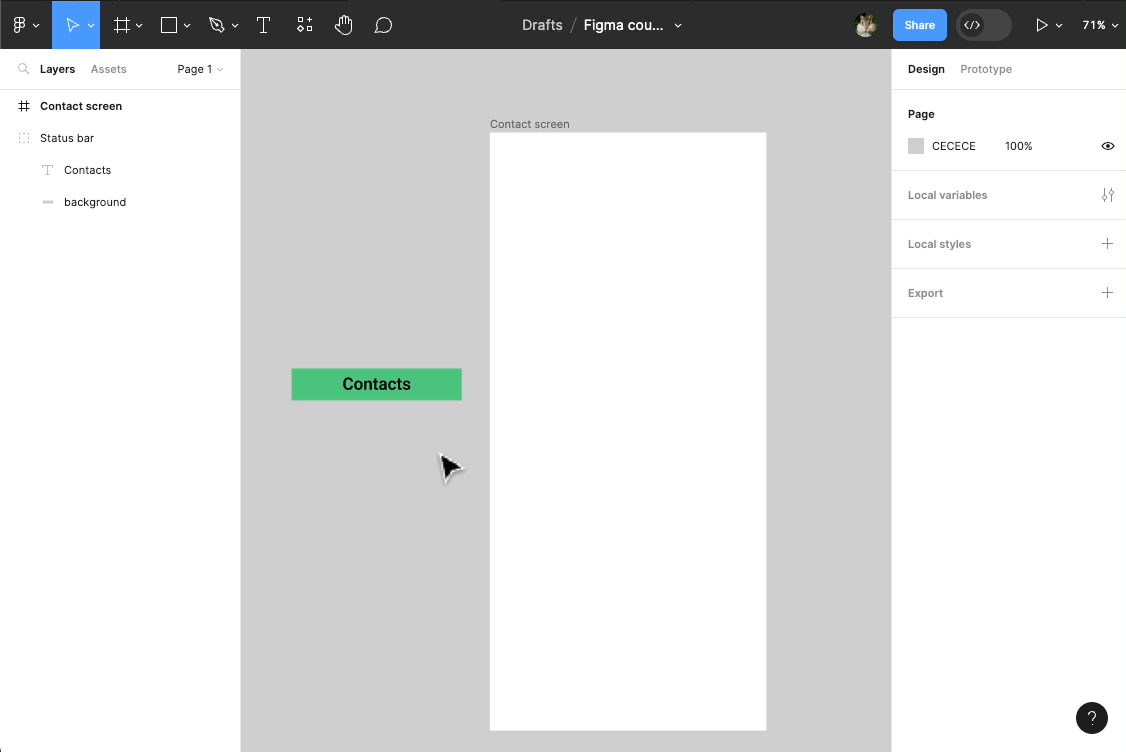 Drafts / Figma cou... Share 71%
Layers Assets Page 1
Contact screen
Status bar
Contacts
background
Contact screen
Contacts
Design Prototype
Page
CECECE 100%
Local variables
Local styles
Export
?